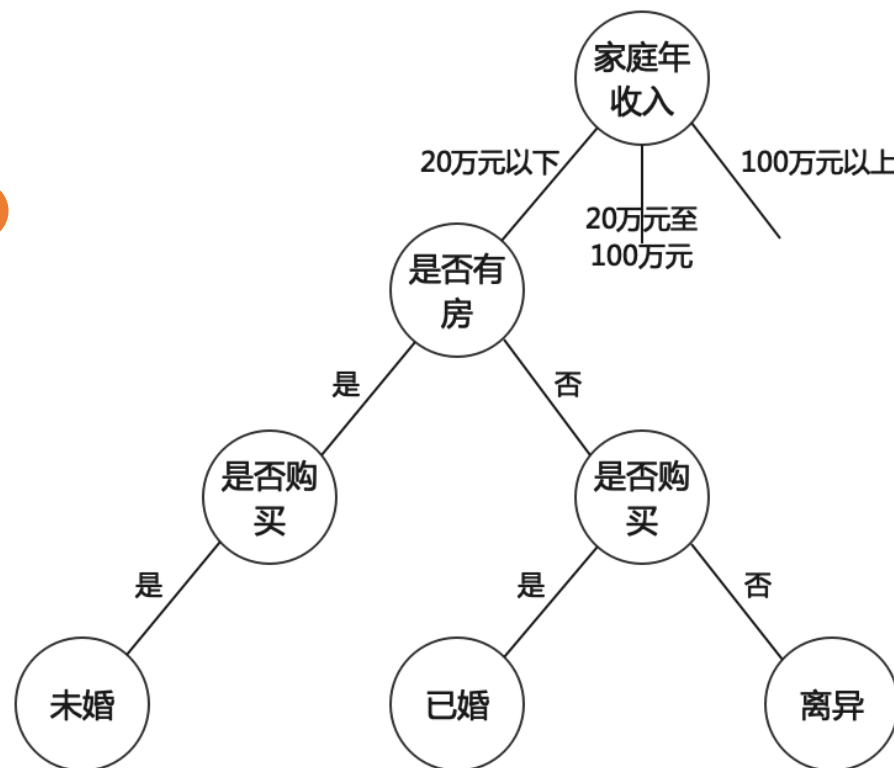 家庭年
收入
20万元以下
100万元以上
20万元至
100万元
是否有
房
是
否
是否购
买
是否购
买
是
是
否
未婚
已婚
离异